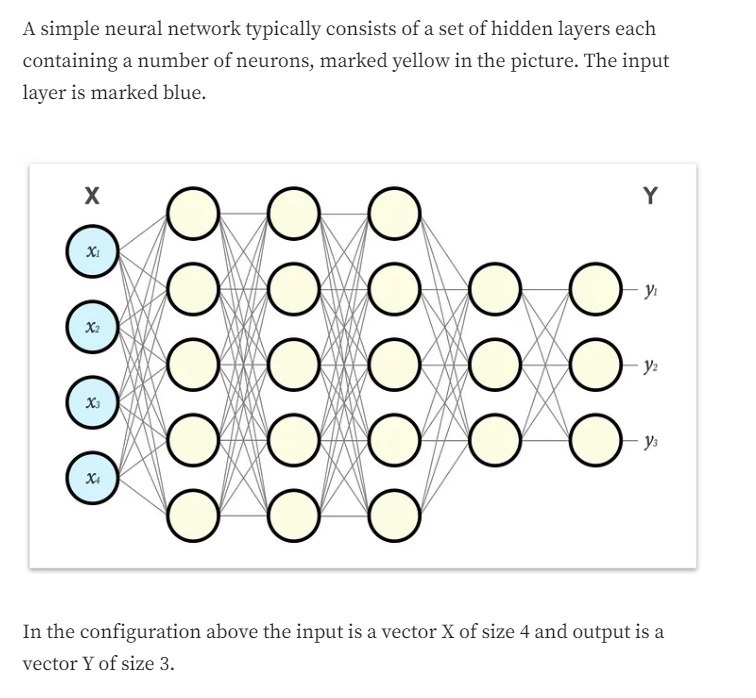 A simple neural network typically consists of a set of hidden layers each
containing a number of neurons, marked yellow in the picture. The input
layer is marked blue.
X
Y
x₁
x₂
x₃
x₄
y₁
y₂
y₃
In the configuration above the input is a vector X of size 4 and output is a
vector Y of size 3.